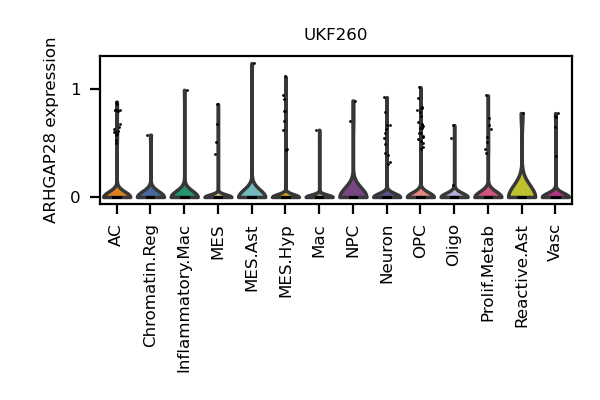 UKF260
ARHGAP28 expression
1
0
AC
Chromatin.Reg
Inflammatory.Mac
MES
MES.Ast
MES.Hyp
Mac
NPC
Neuron
OPC
Oligo
Prolif.Metab
Reactive.Ast
Vasc